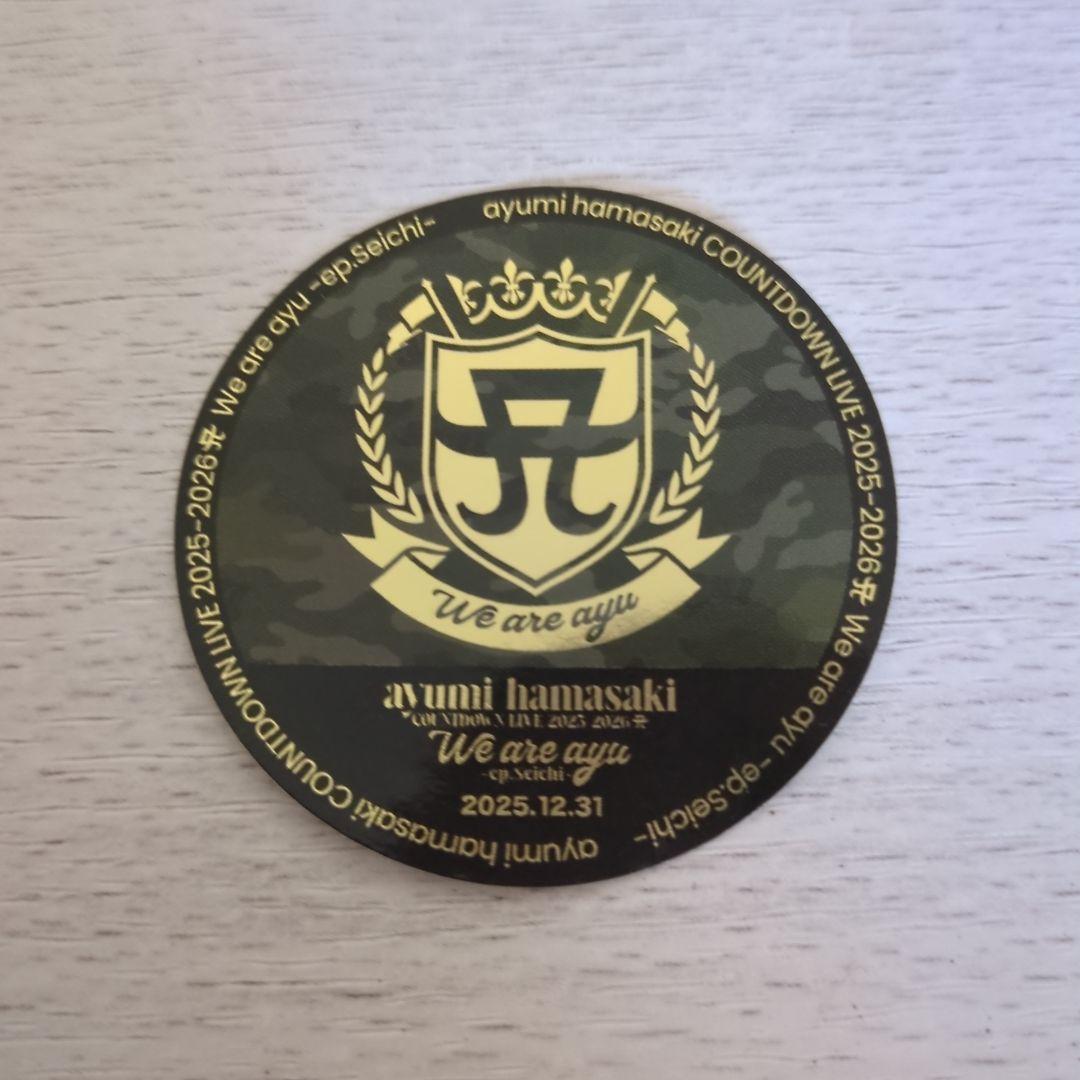 ayumi hamasaki COUNTDOWN LIVE 2025-2026 A We are ayu -ep.Seichi-
ayumi hamasaki COUNTDOWN LIVE 2025-2026 A We are ayu -ep.Seichi-
A
We are ayu
ayumi hamasaki
COUNTDOWN LIVE 2025-2026 A
We are ayu
-ep.Seichi-
2025.12.31